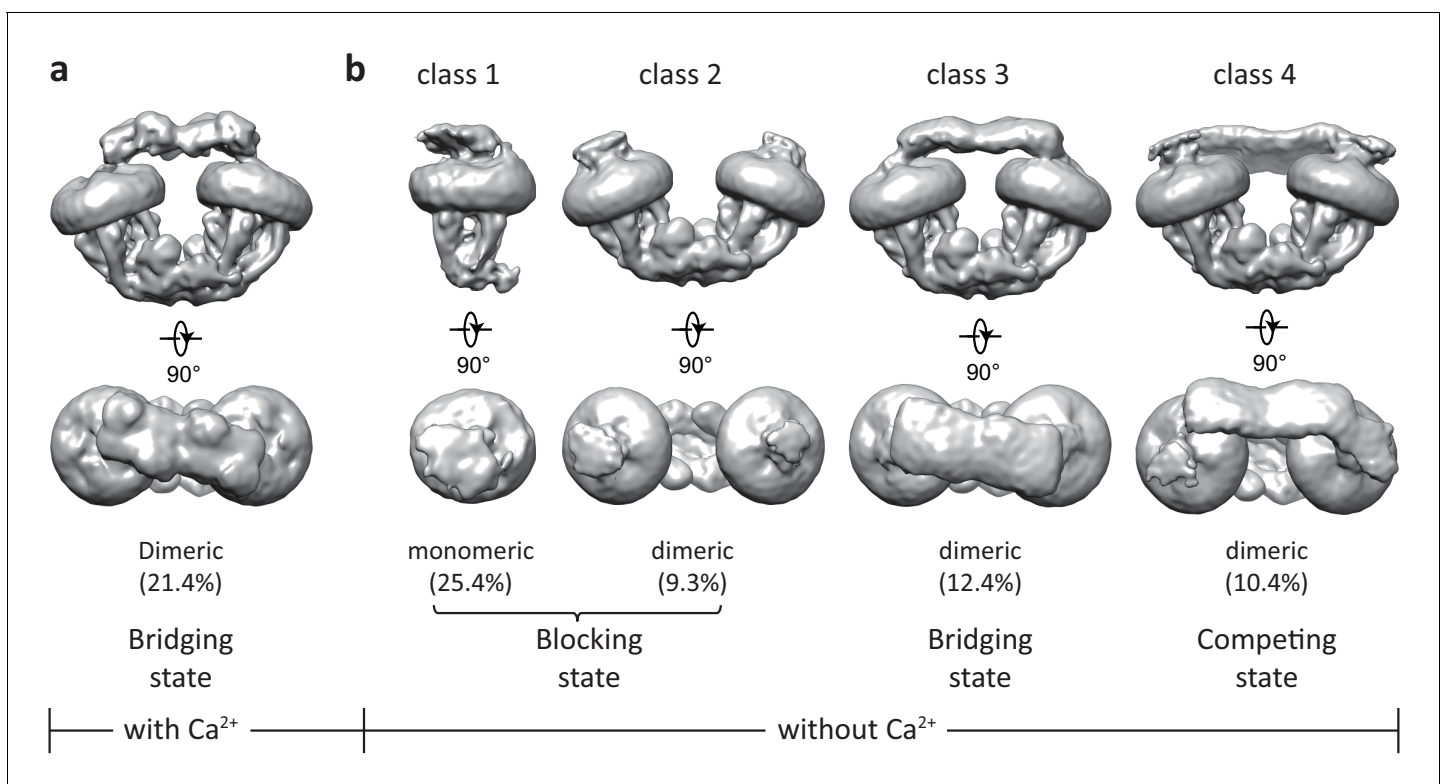 a
b
class 1
class 2
class 3
class 4
90°
90°
90°
90°
90°
Dimeric
(21.4%)
monomeric
(25.4%)
dimeric
(9.3%)
dimeric
(12.4%)
dimeric
(10.4%)
Bridging
state
Blocking
state
Bridging
state
Competing
state
with Ca²⁺
without Ca²⁺